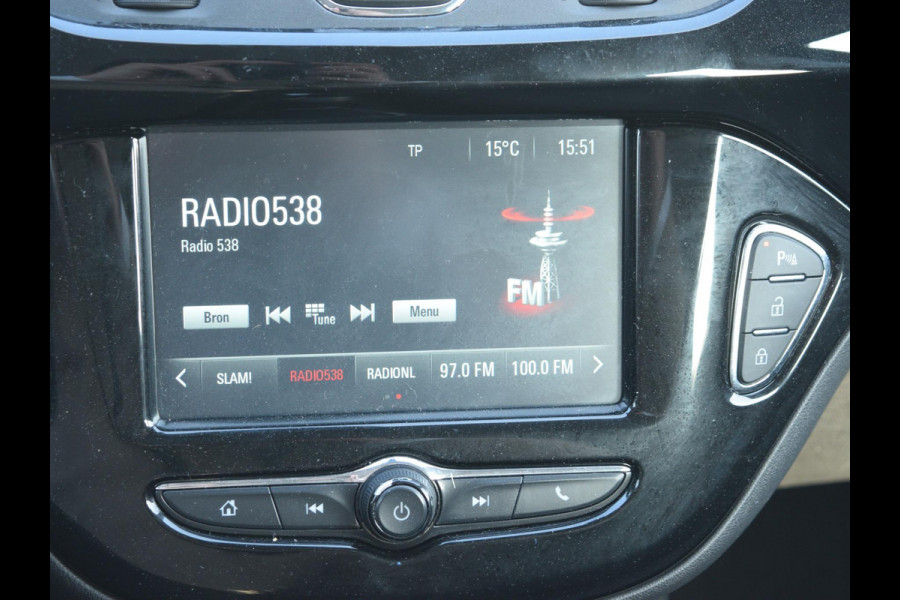 TP 15°C 15:51
RADIO538
Radio 538
FM
Bron Tune Menu
SLAM! RADIO538 RADIONL 97.0 FM 100.0 FM
P